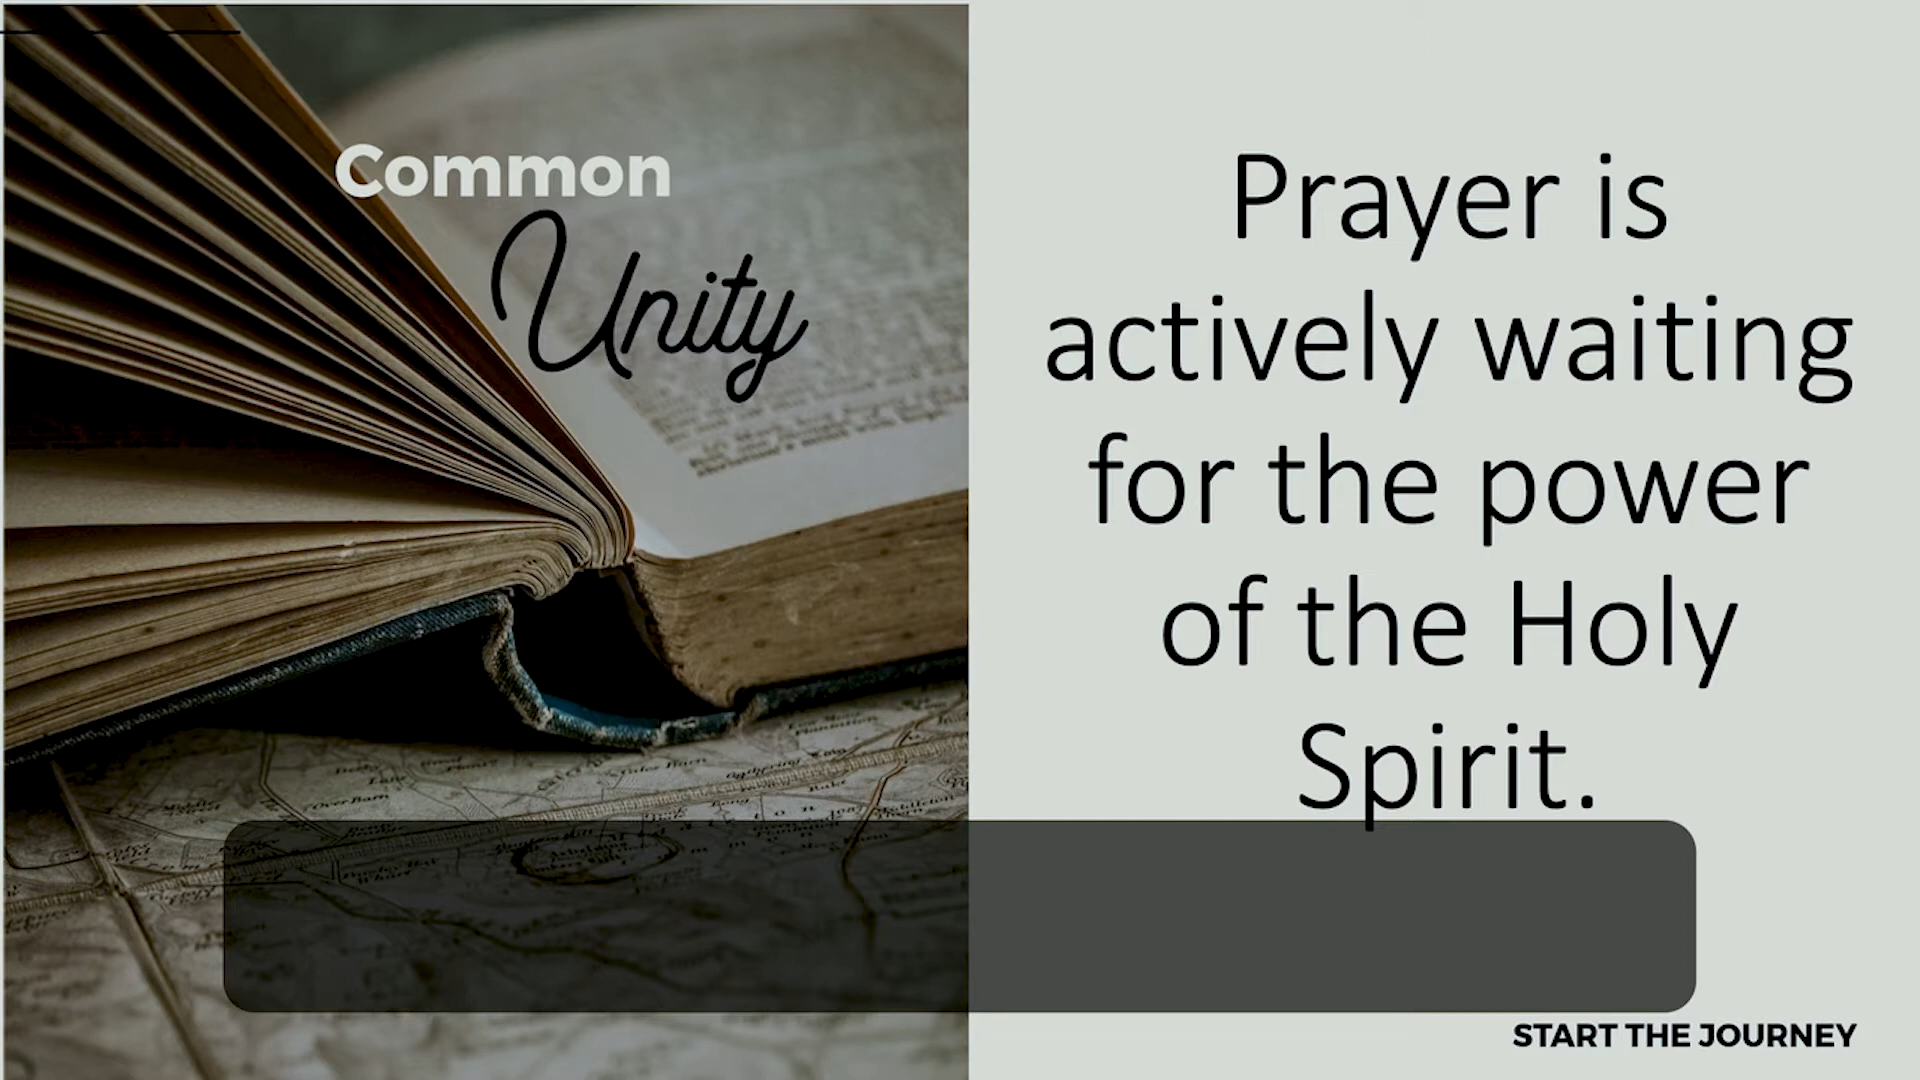 Common
Unity
Prayer is
actively waiting
for the power
of the Holy
Spirit.
START THE JOURNEY